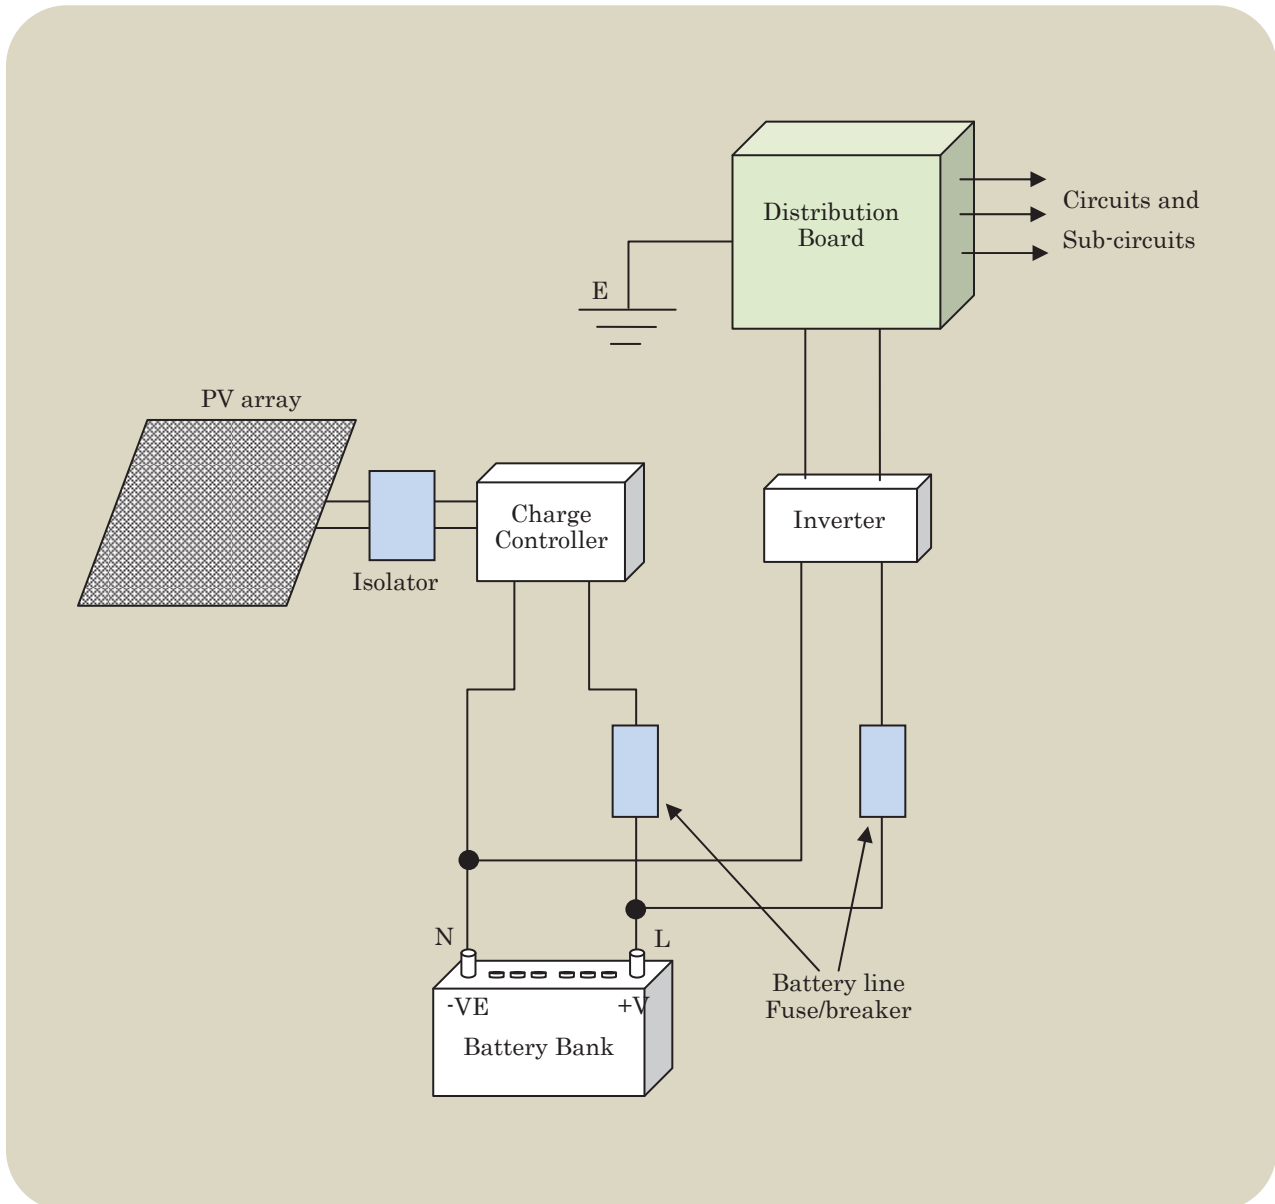 Distribution
Board
Circuits and
Sub-circuits
E
PV array
Charge
Controller
Isolator
Inverter
N
L
-VE
+V
Battery Bank
Battery line
Fuse/breaker